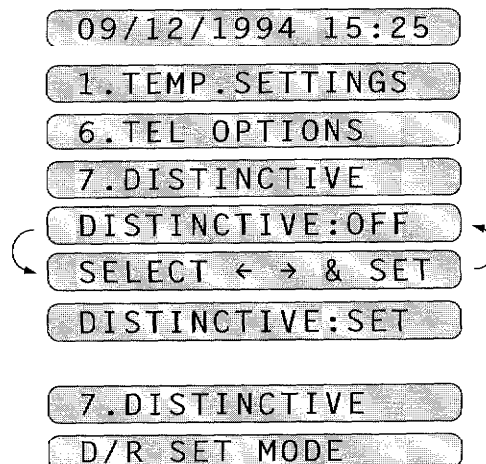 09/12/1994 15:25
1.TEMP.SETTINGS
6.TEL OPTIONS
7.DISTINCTIVE
DISTINCTIVE:OFF
SELECT ← → & SET
DISTINCTIVE:SET
7.DISTINCTIVE
D/R SET MODE